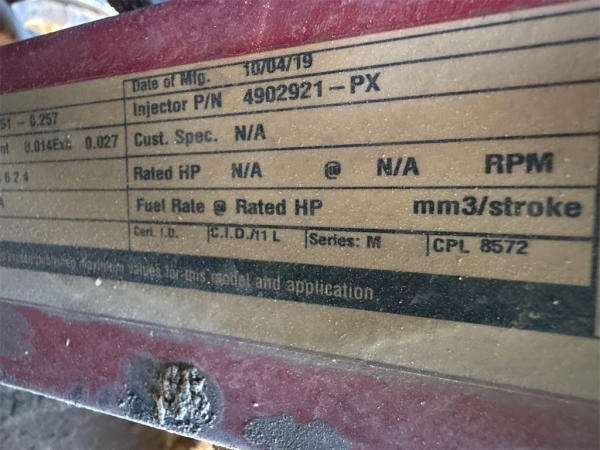 Date of Mfg. 10/04/19
Injector P/N 4902921-PX
51 - 0.257
0.014Exh 0.027 Cust. Spec. N/A
624 Rated HP N/A @ N/A RPM
A Fuel Rate @ Rated HP mm3/stroke
Cert. I.D. C.I.D./11 L Series: M CPL 8572
maximum values for this model and application